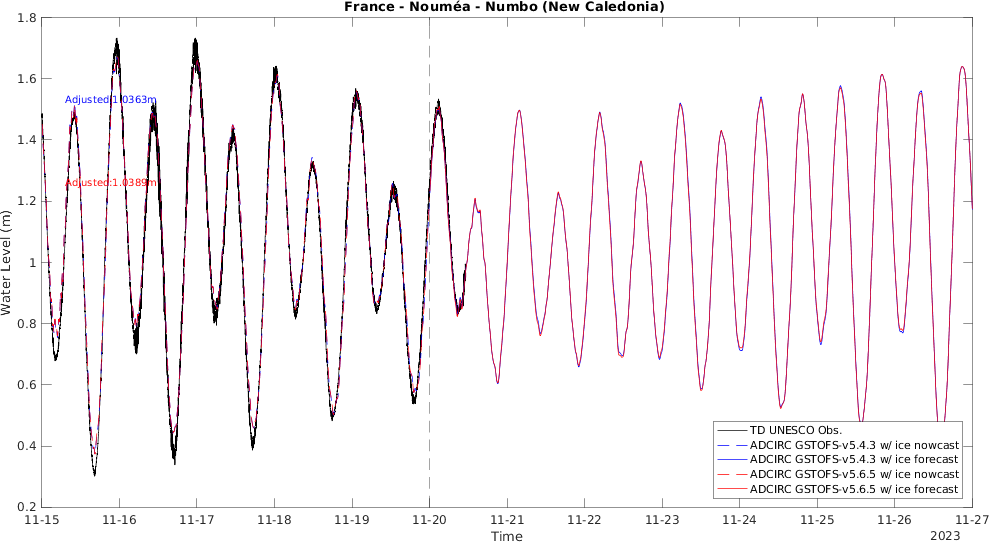 France - Nouméa - Numbo (New Caledonia)
1.8
1.6
1.4
1.2
1
0.8
0.6
0.4
0.2
Water Level (m)
Adjusted:1.0363m
Adjusted:1.0389m
TD UNESCO Obs.
ADCIRC GSTOFS-v5.4.3 w/ ice nowcast
ADCIRC GSTOFS-v5.4.3 w/ ice forecast
ADCIRC GSTOFS-v5.6.5 w/ ice nowcast
ADCIRC GSTOFS-v5.6.5 w/ ice forecast
11-15 11-16 11-17 11-18 11-19 11-20 11-21 11-22 11-23 11-24 11-25 11-26 11-27
Time
2023